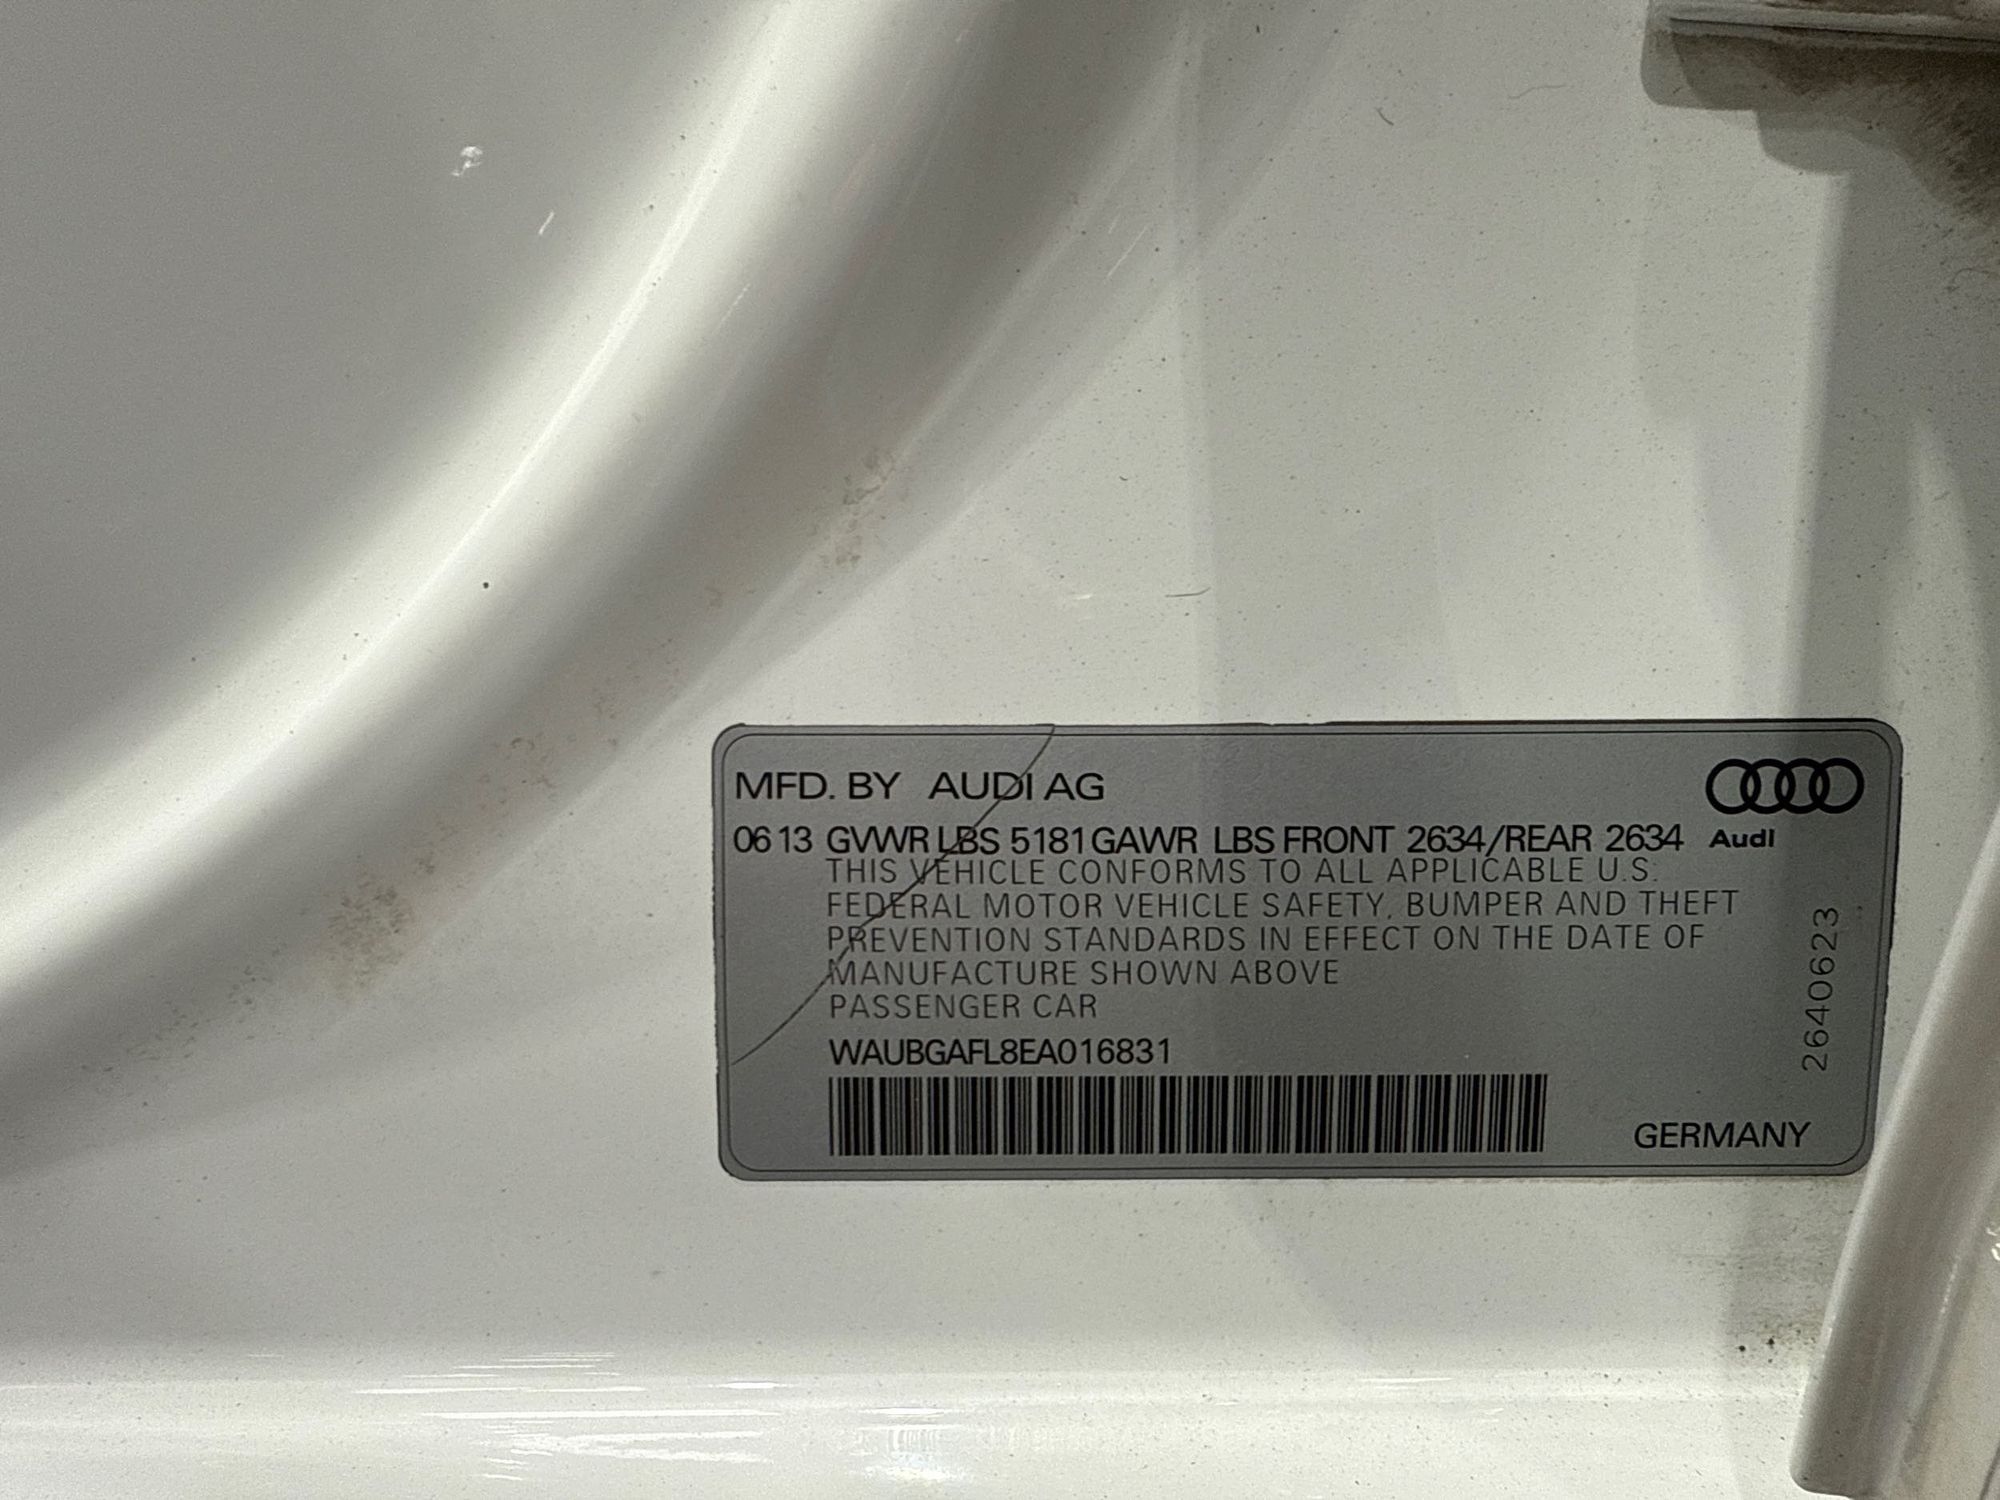 MFD. BY AUDI AG
06 13 GVWR LBS 5181 GAWR LBS FRONT 2634/REAR 2634
Audi
THIS VEHICLE CONFORMS TO ALL APPLICABLE U.S.
FEDERAL MOTOR VEHICLE SAFETY, BUMPER AND THEFT
PREVENTION STANDARDS IN EFFECT ON THE DATE OF
MANUFACTURE SHOWN ABOVE
PASSENGER CAR
WAUBGAFL8EA016831
2640623
GERMANY